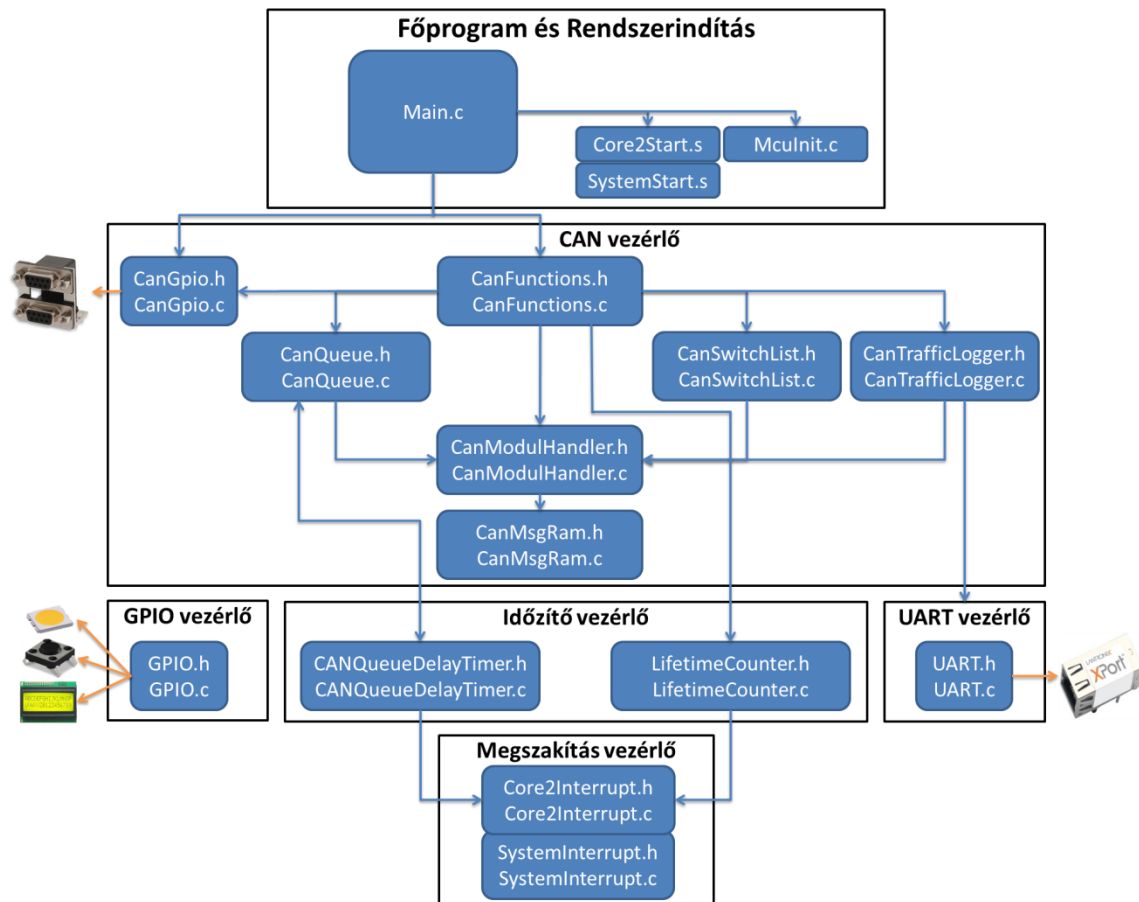 Főprogram és Rendszerindítás
Main.c
Core2Start.s
McuInit.c
SystemStart.s
CAN vezérlő
CanGpio.h
CanGpio.c
CanFunctions.h
CanFunctions.c
CanQueue.h
CanQueue.c
CanSwitchList.h
CanSwitchList.c
CanTrafficLogger.h
CanTrafficLogger.c
CanModulHandler.h
CanModulHandler.c
CanMsgRam.h
CanMsgRam.c
GPIO vezérlő
GPIO.h
GPIO.c
Időzítő vezérlő
CANQueueDelayTimer.h
CANQueueDelayTimer.c
LifetimeCounter.h
LifetimeCounter.c
UART vezérlő
UART.h
UART.c
LANTRONIX
XPort
Megszakítás vezérlő
Core2Interrupt.h
Core2Interrupt.c
SystemInterrupt.h
SystemInterrupt.c